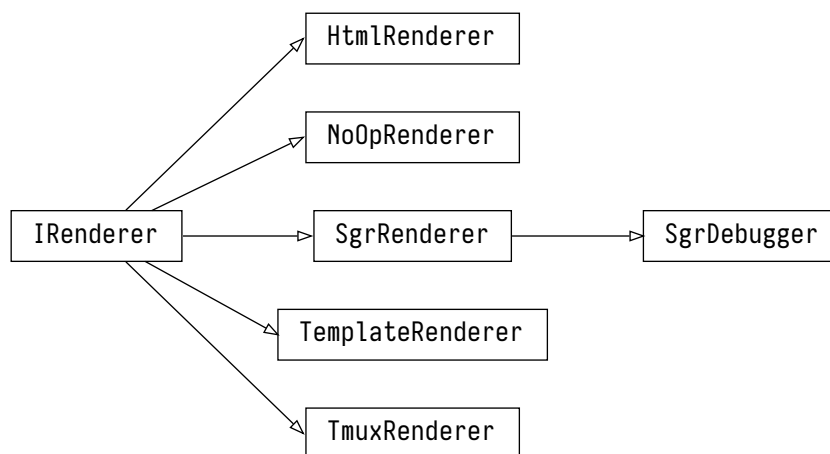 HtmlRenderer
NoOpRenderer
IRenderer
SgrRenderer
SgrDebugger
TemplateRenderer
TmuxRenderer